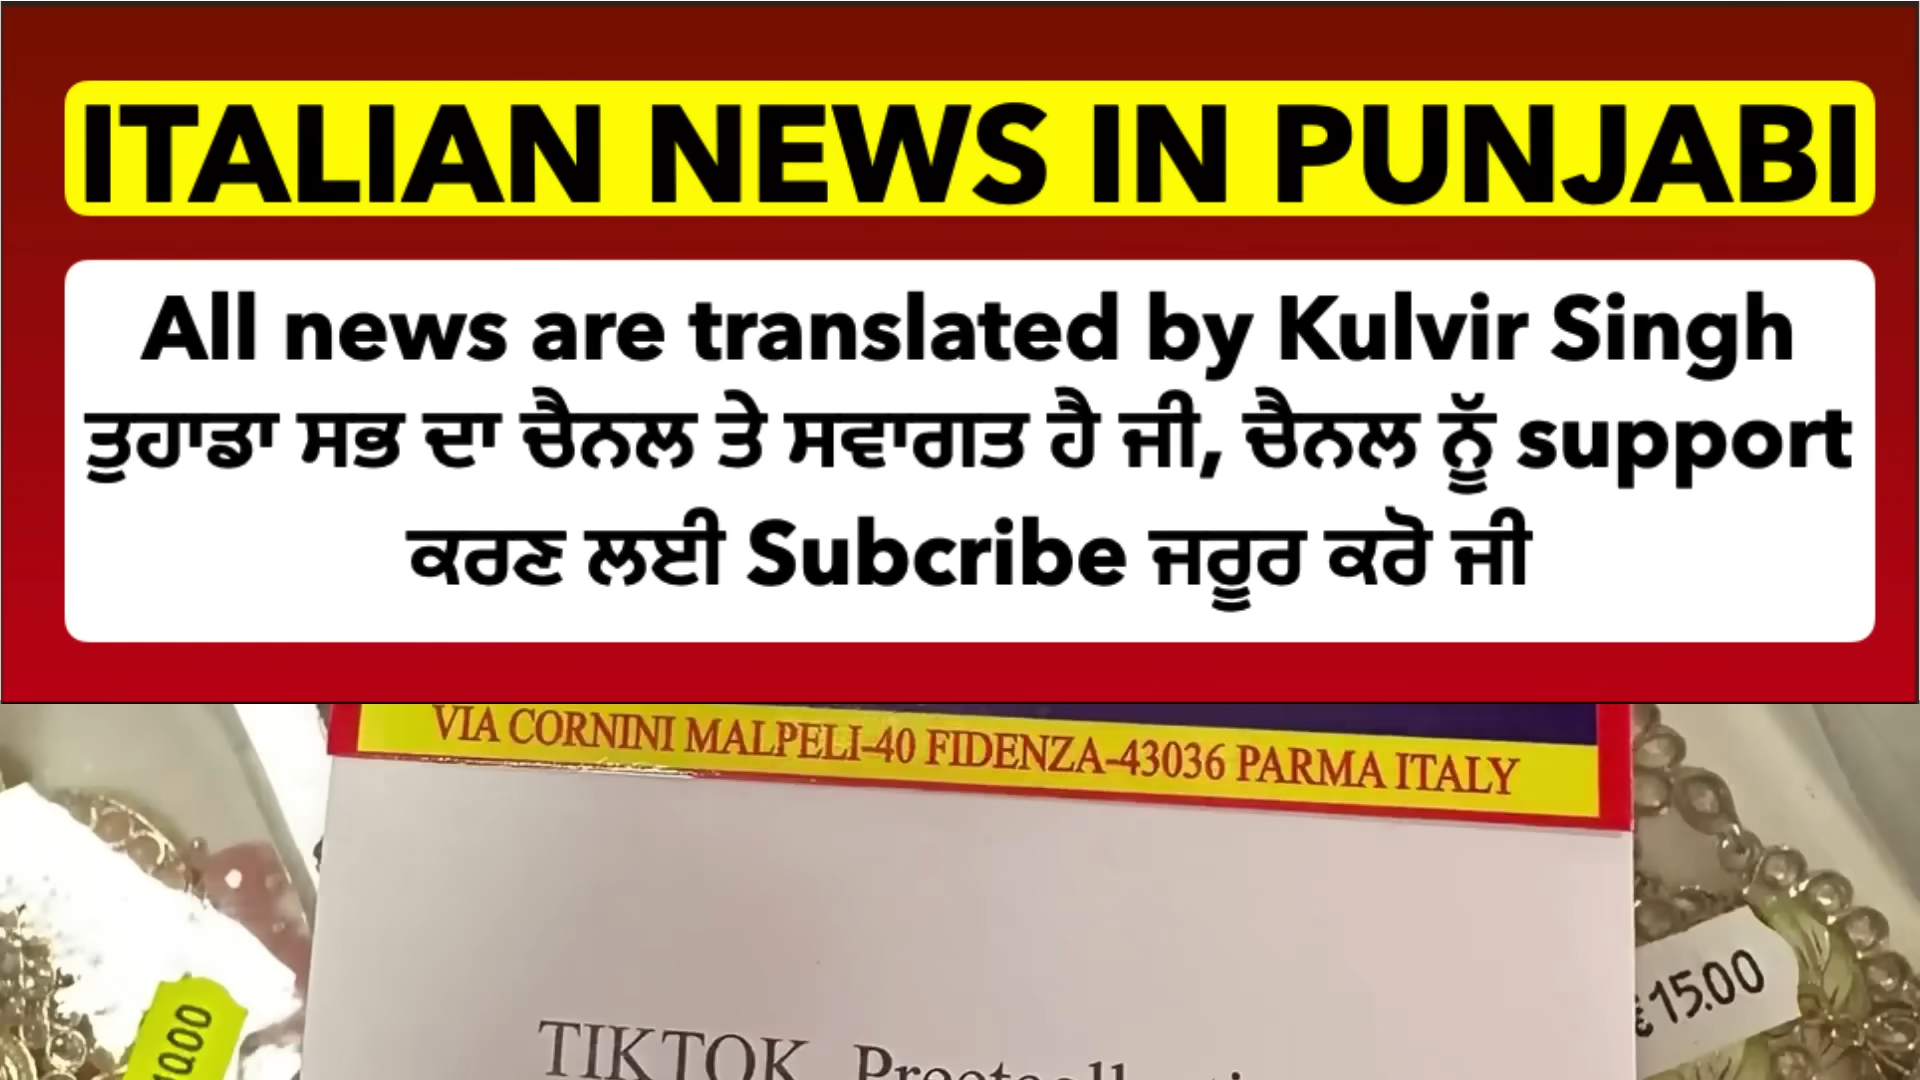 ITALIAN NEWS IN PUNJABI
All news are translated by Kulvir Singh
ਤੁਹਾਡਾ ਸਭ ਦਾ ਚੈਨਲ ਤੇ ਸਵਾਗਤ ਹੈ ਜੀ, ਚੈਨਲ ਨੂੰ support
ਕਰਣ ਲਈ Subcribe ਜਰੂਰ ਕਰੋ ਜੀ
VIA CORNINI MALPELI-40 FIDENZA-43036 PARMA ITALY
€15.00
TIKTOK